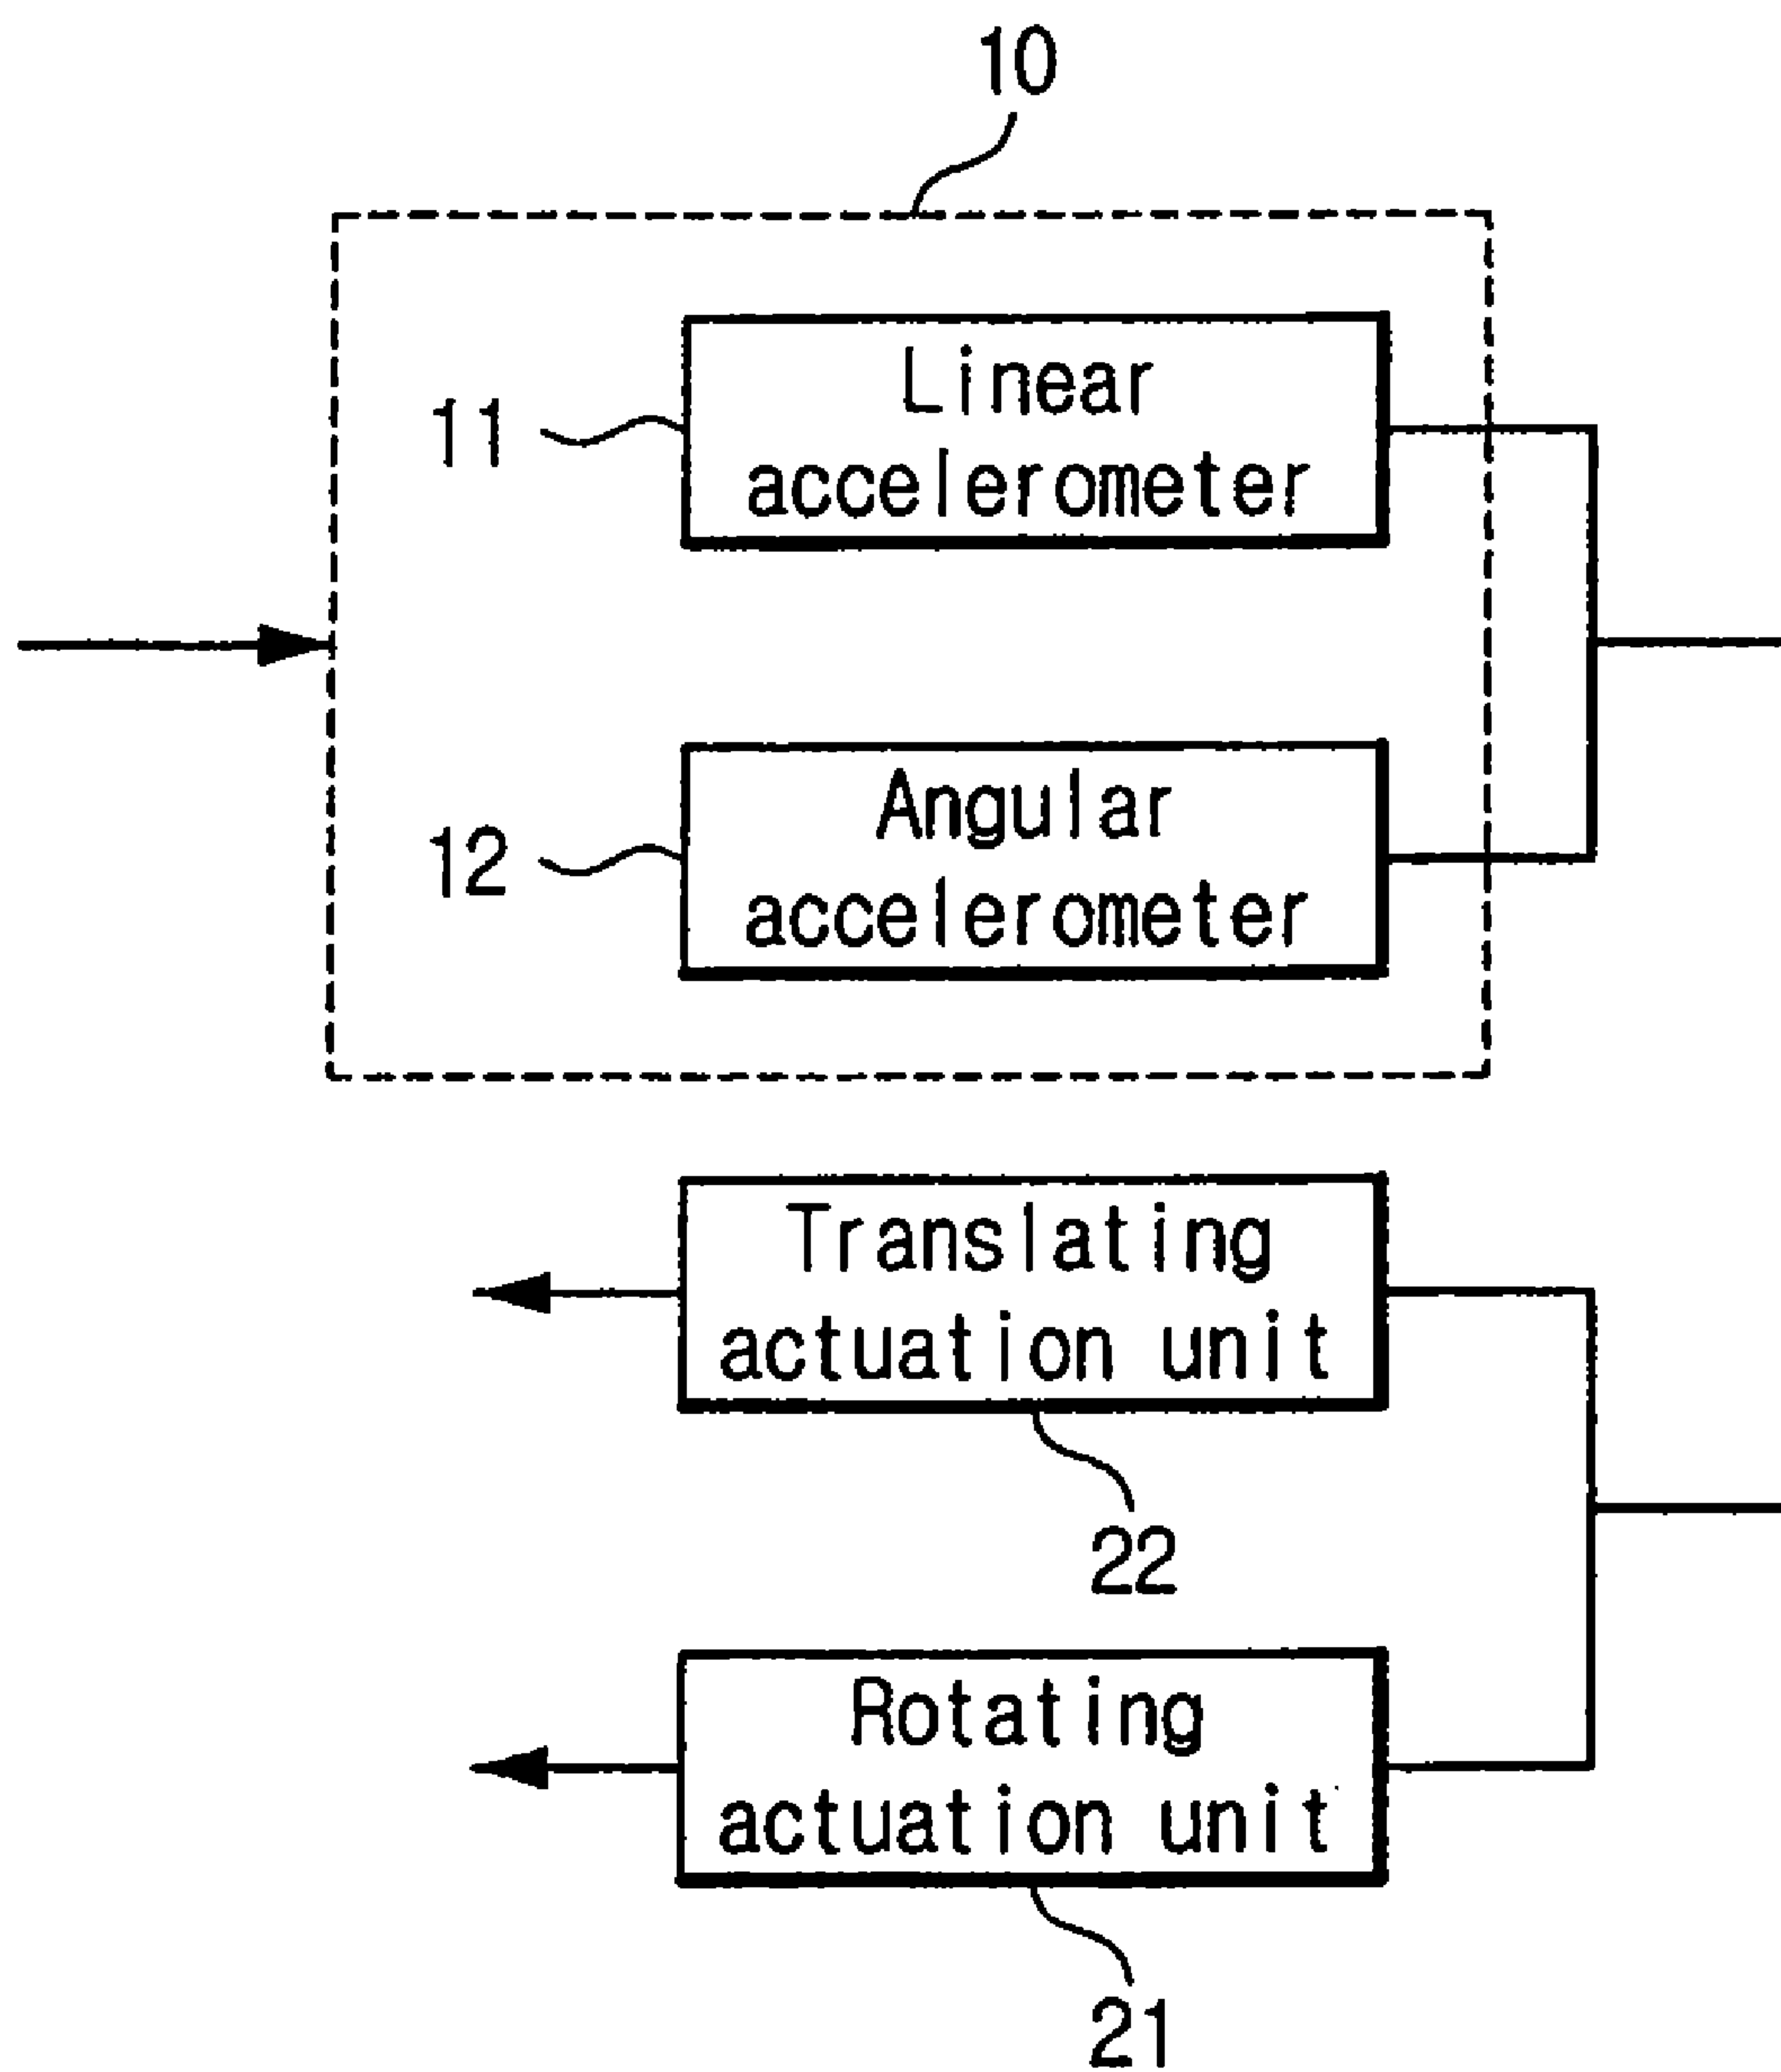 10
11
Linear
accelerometer
12
Angular
accelerometer
Translating
actuation unit
22
Rotating
actuation unit
21